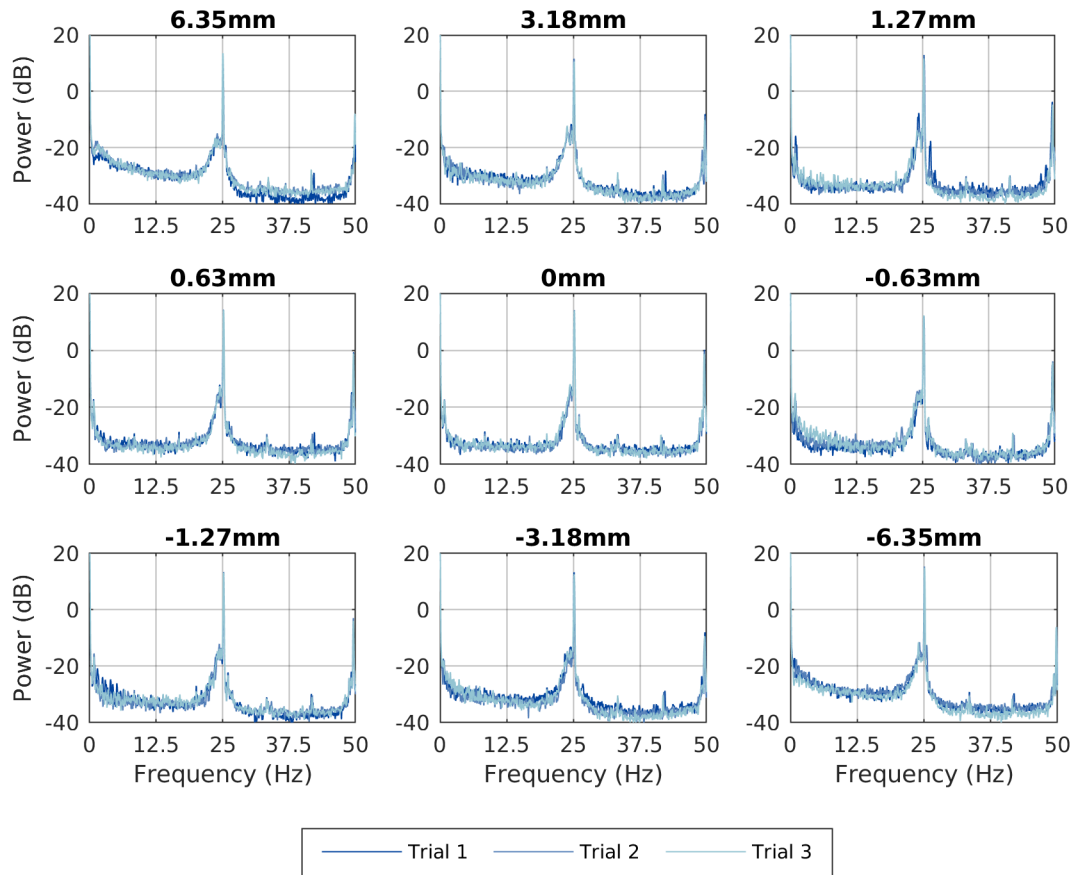 6.35mm 3.18mm 1.27mm
20 20 20
0 0 0
-20 -20 -20
-40 -40 -40
Power (dB)
0 12.5 25 37.5 50 0 12.5 25 37.5 50 0 12.5 25 37.5 50
0.63mm 0mm -0.63mm
20 20 20
0 0 0
-20 -20 -20
-40 -40 -40
Power (dB)
0 12.5 25 37.5 50 0 12.5 25 37.5 50 0 12.5 25 37.5 50
-1.27mm -3.18mm -6.35mm
20 20 20
0 0 0
-20 -20 -20
-40 -40 -40
Power (dB)
0 12.5 25 37.5 50 0 12.5 25 37.5 50 0 12.5 25 37.5 50
Frequency (Hz) Frequency (Hz) Frequency (Hz)
Trial 1 Trial 2 Trial 3